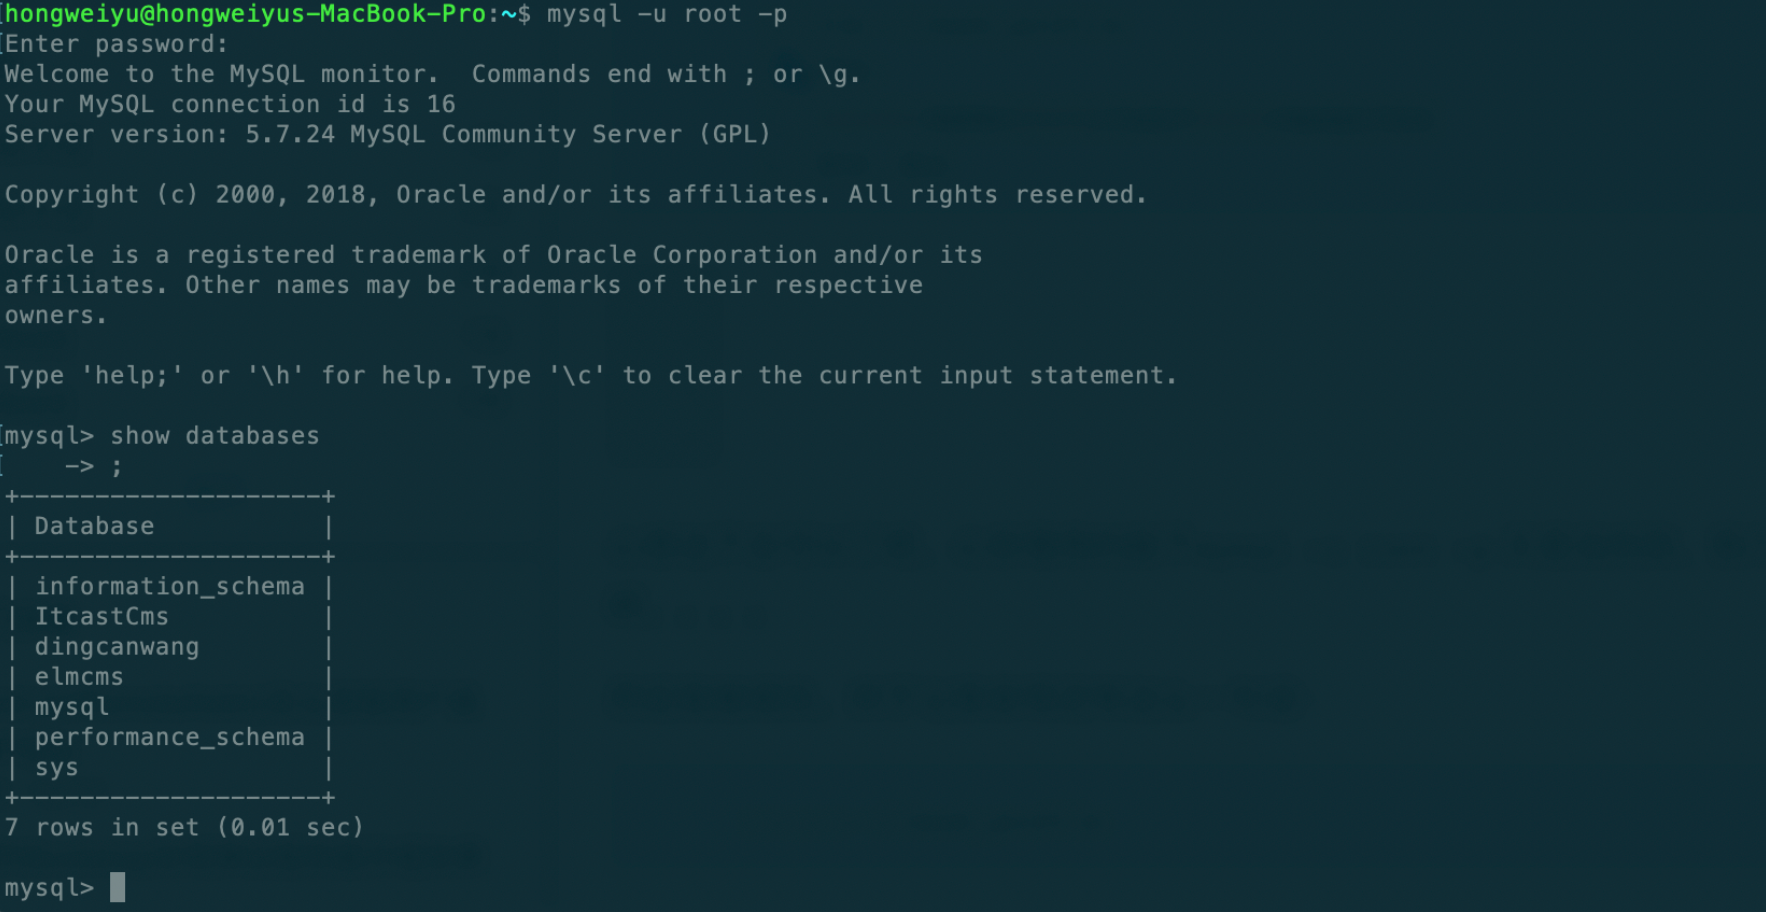 hongweiyu@hongweiyus-MacBook-Pro:~$ mysql -u root -p
Enter password:
Welcome to the MySQL monitor.  Commands end with ; or \g.
Your MySQL connection id is 16
Server version: 5.7.24 MySQL Community Server (GPL)
Copyright (c) 2000, 2018, Oracle and/or its affiliates. All rights reserved.
Oracle is a registered trademark of Oracle Corporation and/or its
affiliates. Other names may be trademarks of their respective
owners.
Type 'help;' or '\h' for help. Type '\c' to clear the current input statement.
mysql> show databases
    -> ;
+--------------------+
| Database           |
+--------------------+
| information_schema |
| ItcastCms          |
| dingcanwang        |
| elmcms             |
| mysql              |
| performance_schema |
| sys                |
+--------------------+
7 rows in set (0.01 sec)
mysql>